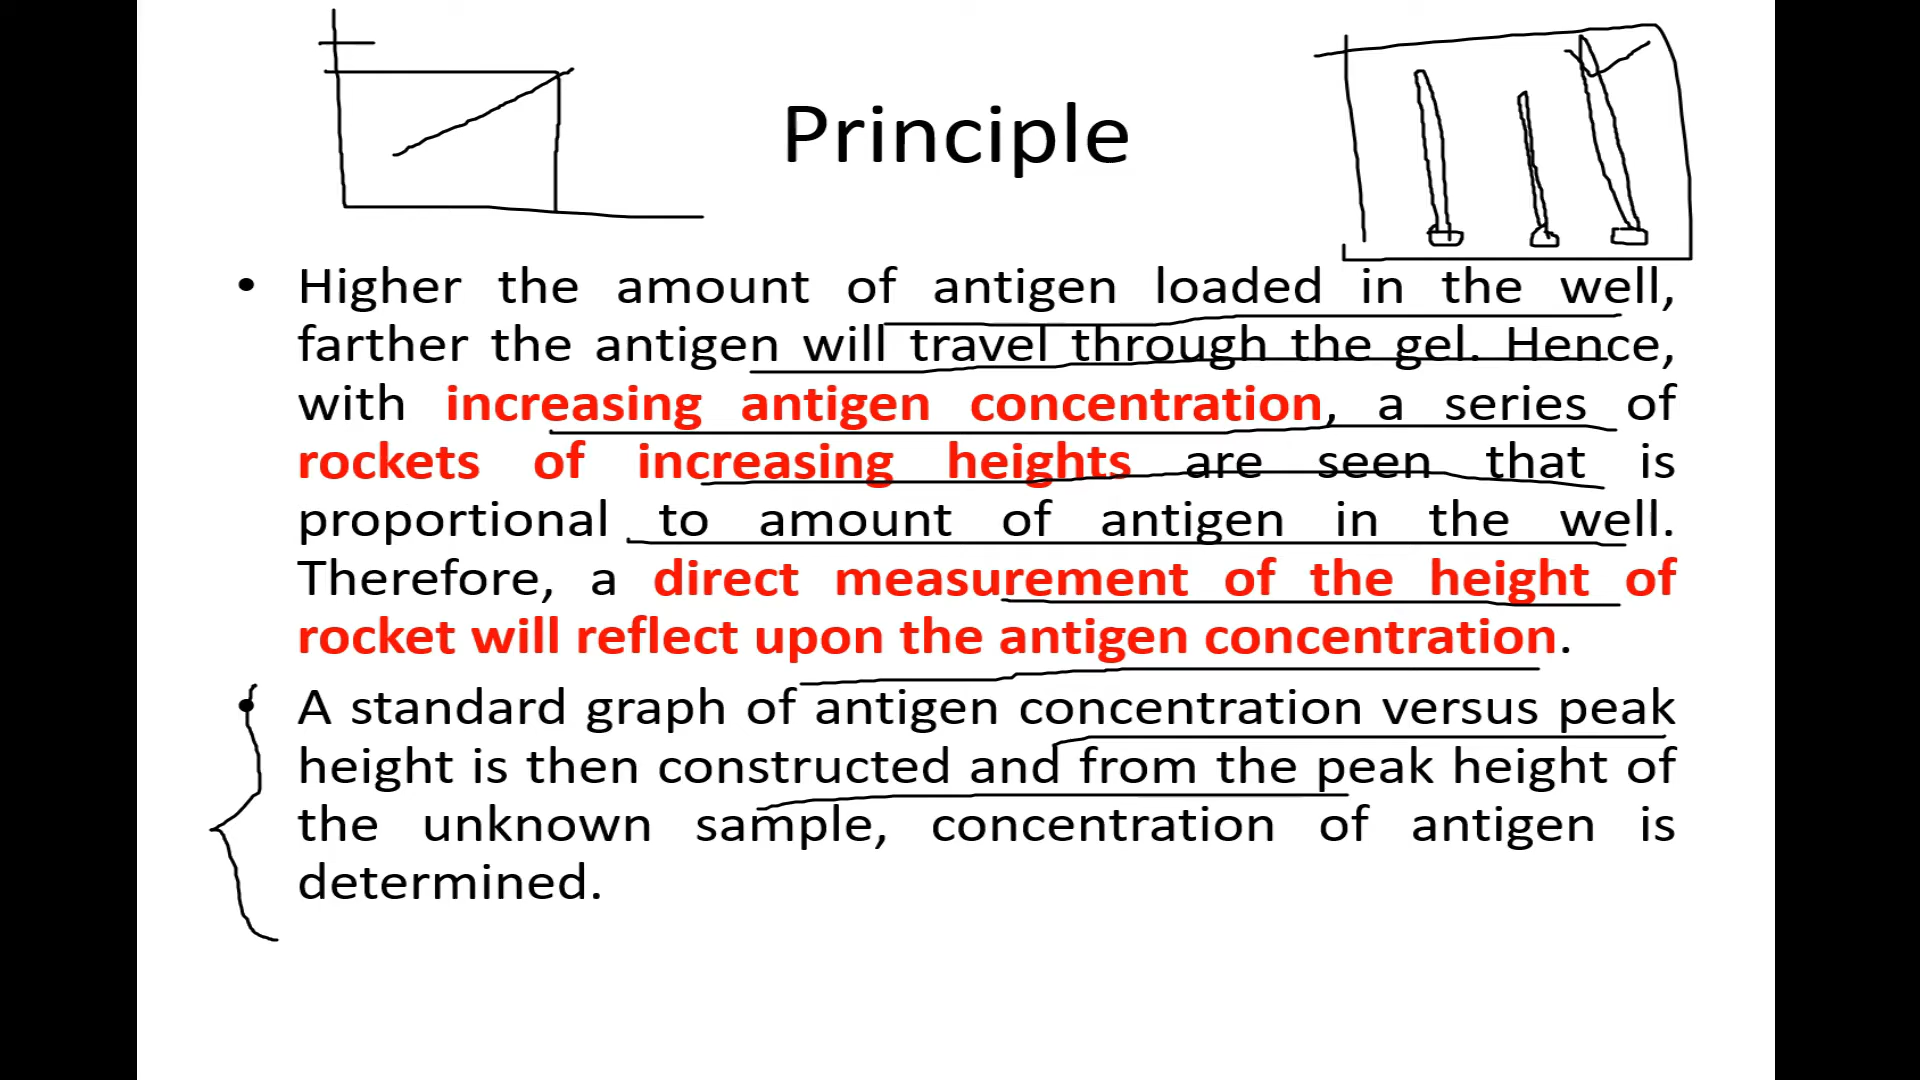 Principle
• Higher the amount of antigen loaded in the well,
farther the antigen will travel through the gel. Hence,
with increasing antigen concentration, a series of
rockets of increasing heights are seen that is
proportional to amount of antigen in the well.
Therefore, a direct measurement of the height of
rocket will reflect upon the antigen concentration.
• A standard graph of antigen concentration versus peak
height is then constructed and from the peak height of
the unknown sample, concentration of antigen is
determined.